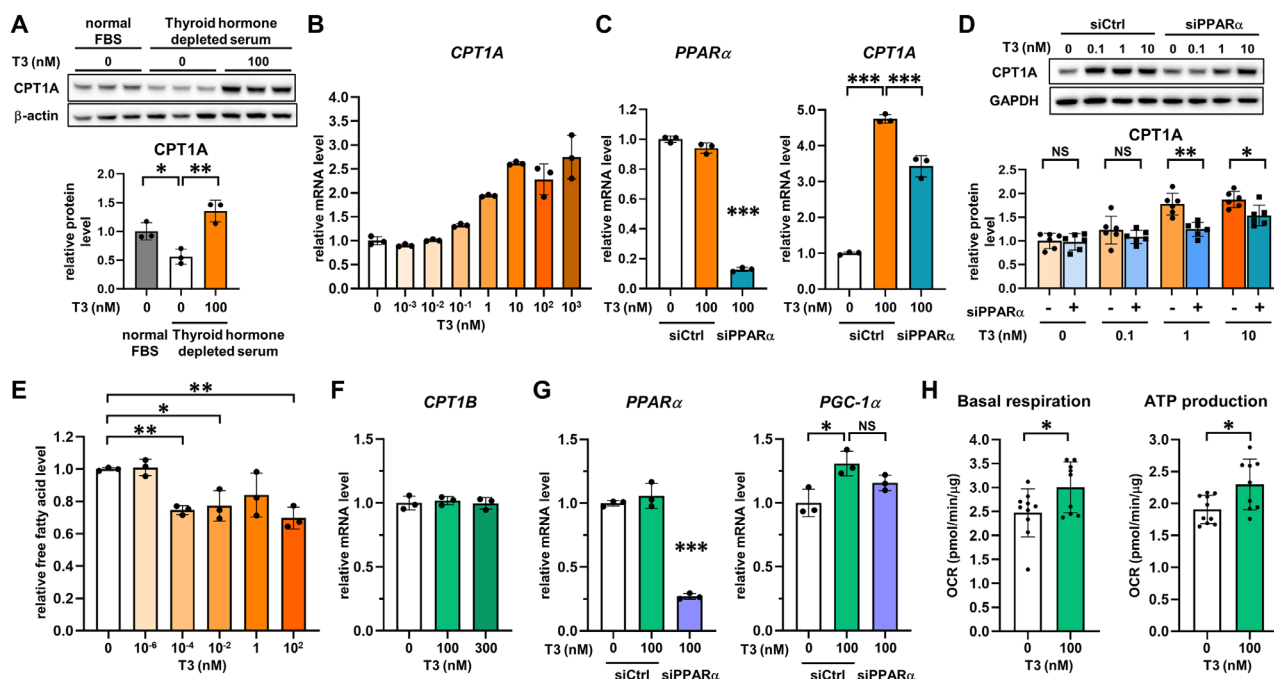 A
normal FBS
Thyroid hormone depleted serum
T3 (nM)
0
0
100
CPT1A
β-actin
CPT1A
*
**
relative protein level
2.0
1.5
1.0
0.5
0.0
T3 (nM)
0
0
100
normal FBS
Thyroid hormone depleted serum
B
CPT1A
relative mRNA level
4.0
3.5
3.0
2.5
2.0
1.5
1.0
0.5
0.0
0 10⁻³ 10⁻² 10⁻¹ 1 10 10² 10³
T3 (nM)
C
PPARα
relative mRNA level
1.5
1.0
0.5
0.0
***
T3 (nM) 0 100 100
siCtrl siPPARα
CPT1A
*** ***
relative mRNA level
5.0
4.0
3.0
2.0
1.0
0.0
0 100 100
siCtrl siPPARα
D
siCtrl siPPARα
T3 (nM) 0 0.1 1 10 0 0.1 1 10
CPT1A
GAPDH
CPT1A
NS NS ** *
relative protein level
2.5
2.0
1.5
1.0
0.5
0.0
siPPARα - + - + - + - +
T3 (nM) 0 0.1 1 10
E
**
*
**
relative free fatty acid level
1.2
1.0
0.8
0.6
0.4
0.2
0.0
0 10⁻⁶ 10⁻⁴ 10⁻² 1 10²
T3 (nM)
F
CPT1B
relative mRNA level
1.5
1.0
0.5
0.0
T3 (nM) 0 100 300
G
PPARα
relative mRNA level
1.5
1.0
0.5
0.0
***
T3 (nM) 0 100 100
siCtrl siPPARα
PGC-1α
* NS
relative mRNA level
1.5
1.0
0.5
0.0
0 100 100
siCtrl siPPARα
H
Basal respiration
*
OCR (pmol/min/μg)
4.0
3.5
3.0
2.5
2.0
1.5
1.0
0.5
0.0
0 100
T3 (nM)
ATP production
*
OCR (pmol/min/μg)
3.0
2.5
2.0
1.5
1.0
0.5
0.0
0 100
T3 (nM)